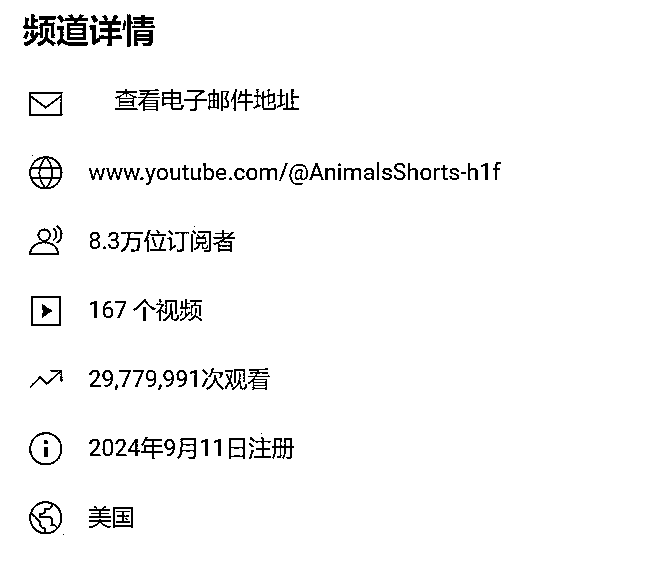 频道详情
查看电子邮件地址
www.youtube.com/@AnimalsShorts-h1f
8.3万位订阅者
167 个视频
29,779,991次观看
2024年9月11日注册
美国